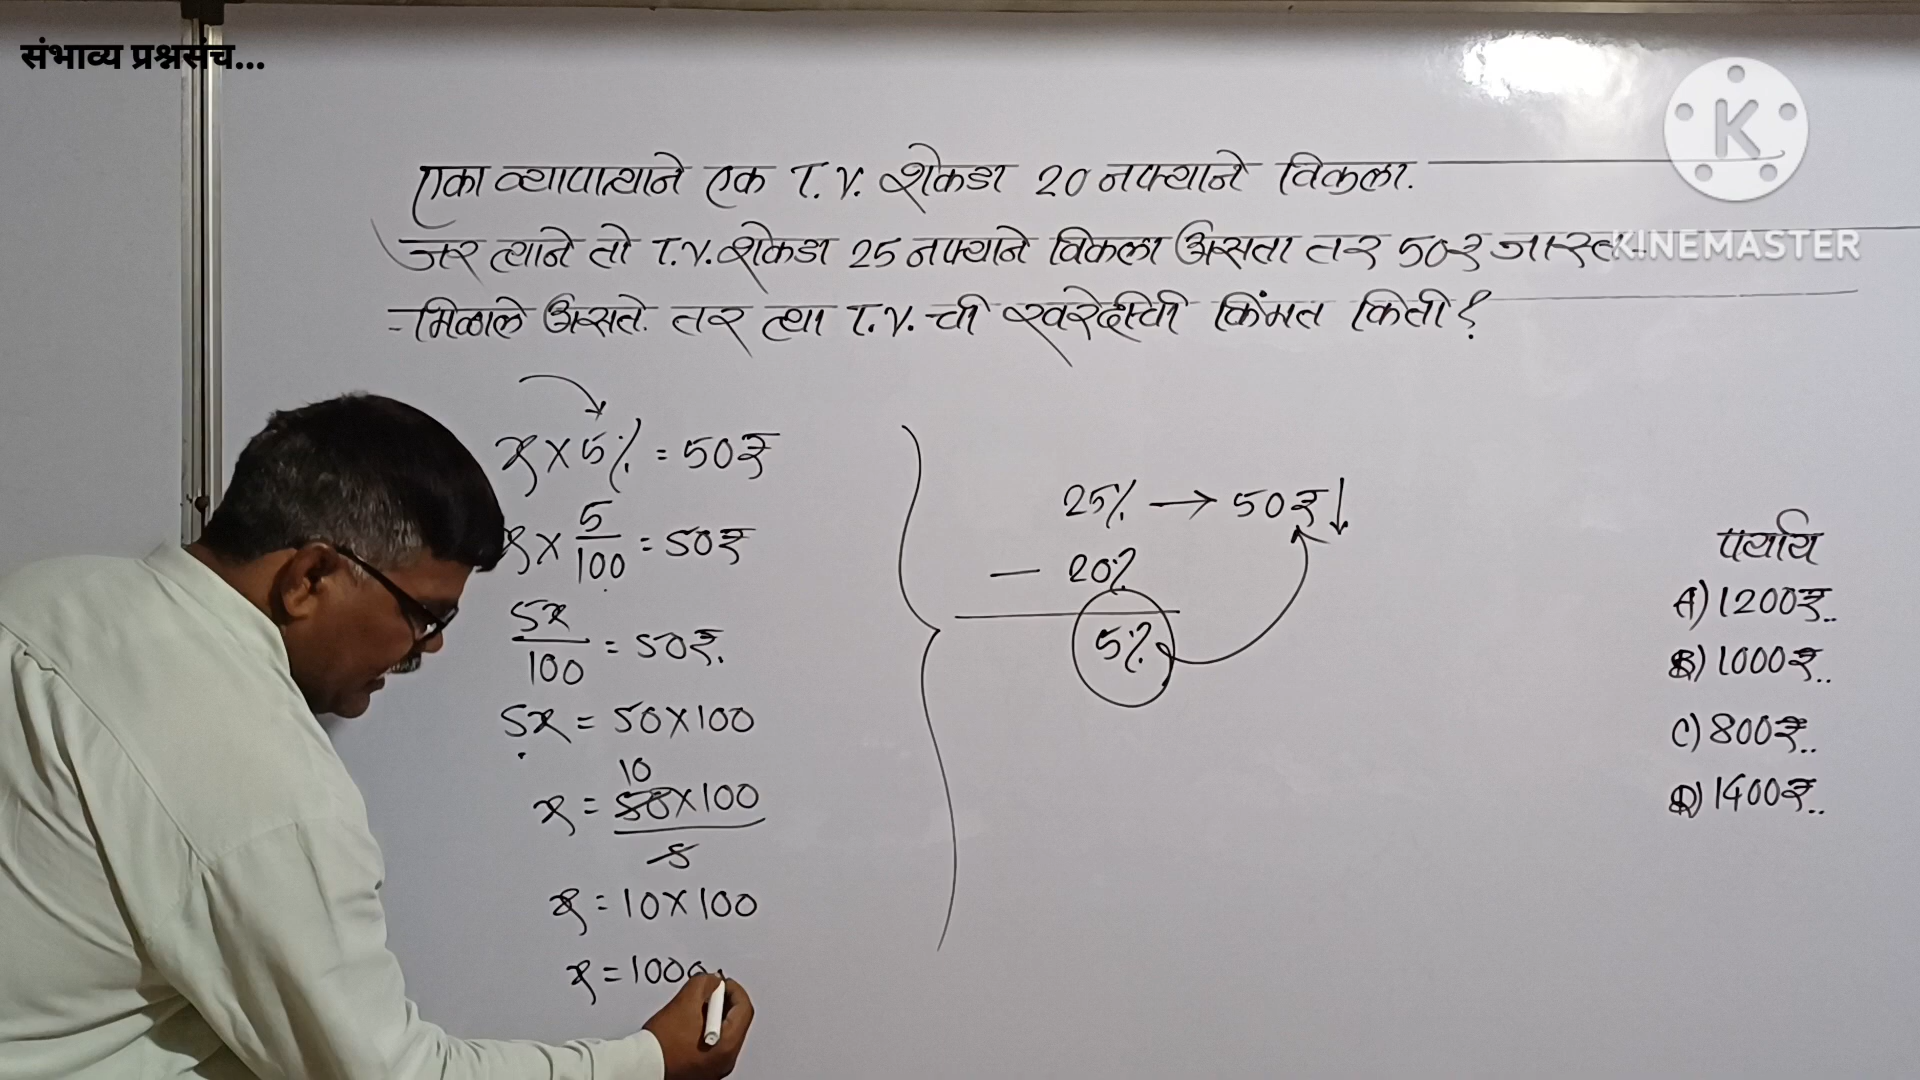 संभाव्य प्रश्नसंच...
K
KINEMASTER
एका व्यापाऱ्याने एक T.V. शेकडा 20 नफ्याने विकला.
जर त्याने तो T.V. शेकडा 25 नफ्याने विकला असता तर 50₹ जास्त
मिळाले असते. तर त्या T.V. ची खरेदीची किंमत किती?
x × 5% = 50₹
x × 5/100 = 50₹
5x/100 = 50₹.
5x = 50×100
10
x = 50×100
5
x = 10×100
x = 1000
25% → 50₹↓
— 20%
5%
पर्याय
A) 1200₹..
B) 1000₹..
C) 800₹..
D) 1400₹..